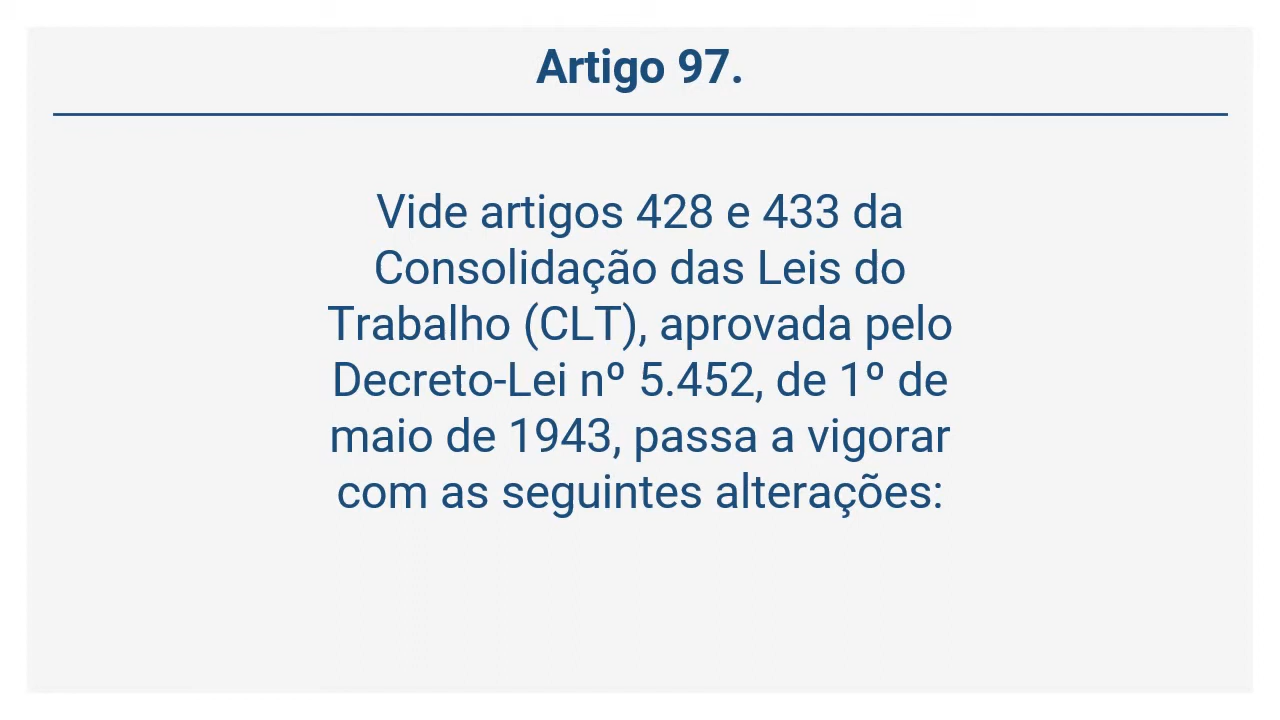 Artigo 97.
Vide artigos 428 e 433 da
Consolidação das Leis do
Trabalho (CLT), aprovada pelo
Decreto-Lei nº 5.452, de 1º de
maio de 1943, passa a vigorar
com as seguintes alterações: